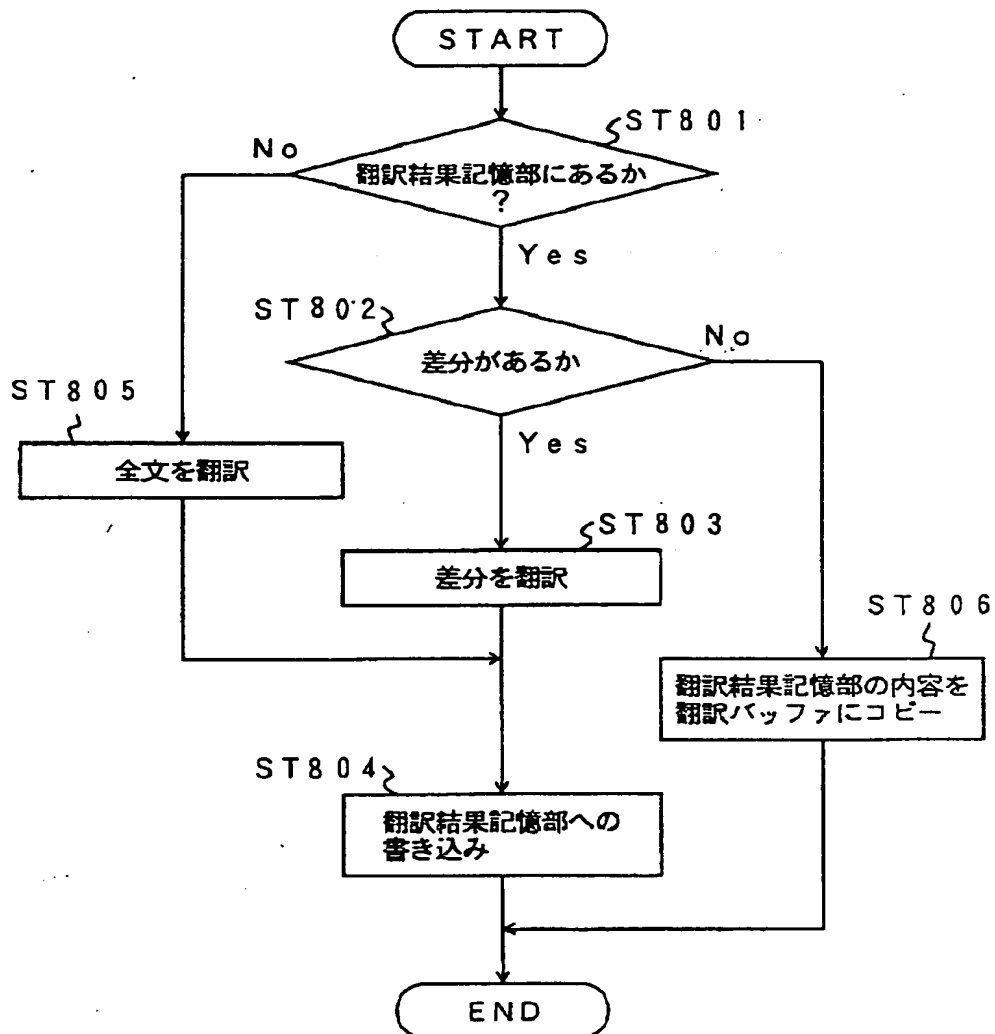 START
ST801
No
翻訳結果記憶部にあるか
?
Yes
ST802
No
差分があるか
ST805
Yes
全文を翻訳
ST803
差分を翻訳
ST806
翻訳結果記憶部の内容を
翻訳バッファにコピー
ST804
翻訳結果記憶部への
書き込み
END